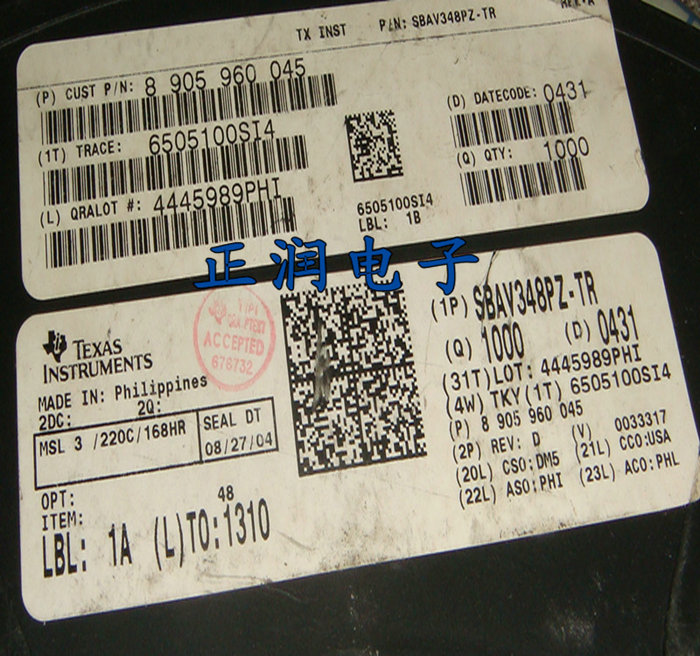 TX INST P/N: SBAV348PZ-TR
REV:A
(P) CUST P/N: 8 905 960 045
(D) DATECODE: 0431
(1T) TRACE: 6505100SI4
(Q) QTY: 1000
(L) QRALOT #: 4445989PHI
6505100SI4
LBL: 1B
正润电子
TEXAS
INSTRUMENTS
ACCEPTED
676732
MADE IN: Philippines
2DC: 2Q:
MSL 3 /220C/168HR
SEAL DT
08/27/04
OPT:
ITEM: 48
LBL: 1A (L)TO:1310
(1P) SBAV348PZ-TR
(Q) 1000 (D) 0431
(31T)LOT: 4445989PHI
(4W) TKY(1T) 6505100SI4
(P) 8 905 960 045
(2P) REV: D (V) 0033317
(20L) CSO:DM5 (21L) CCO:USA
(22L) ASO:PHI (23L) ACO:PHL